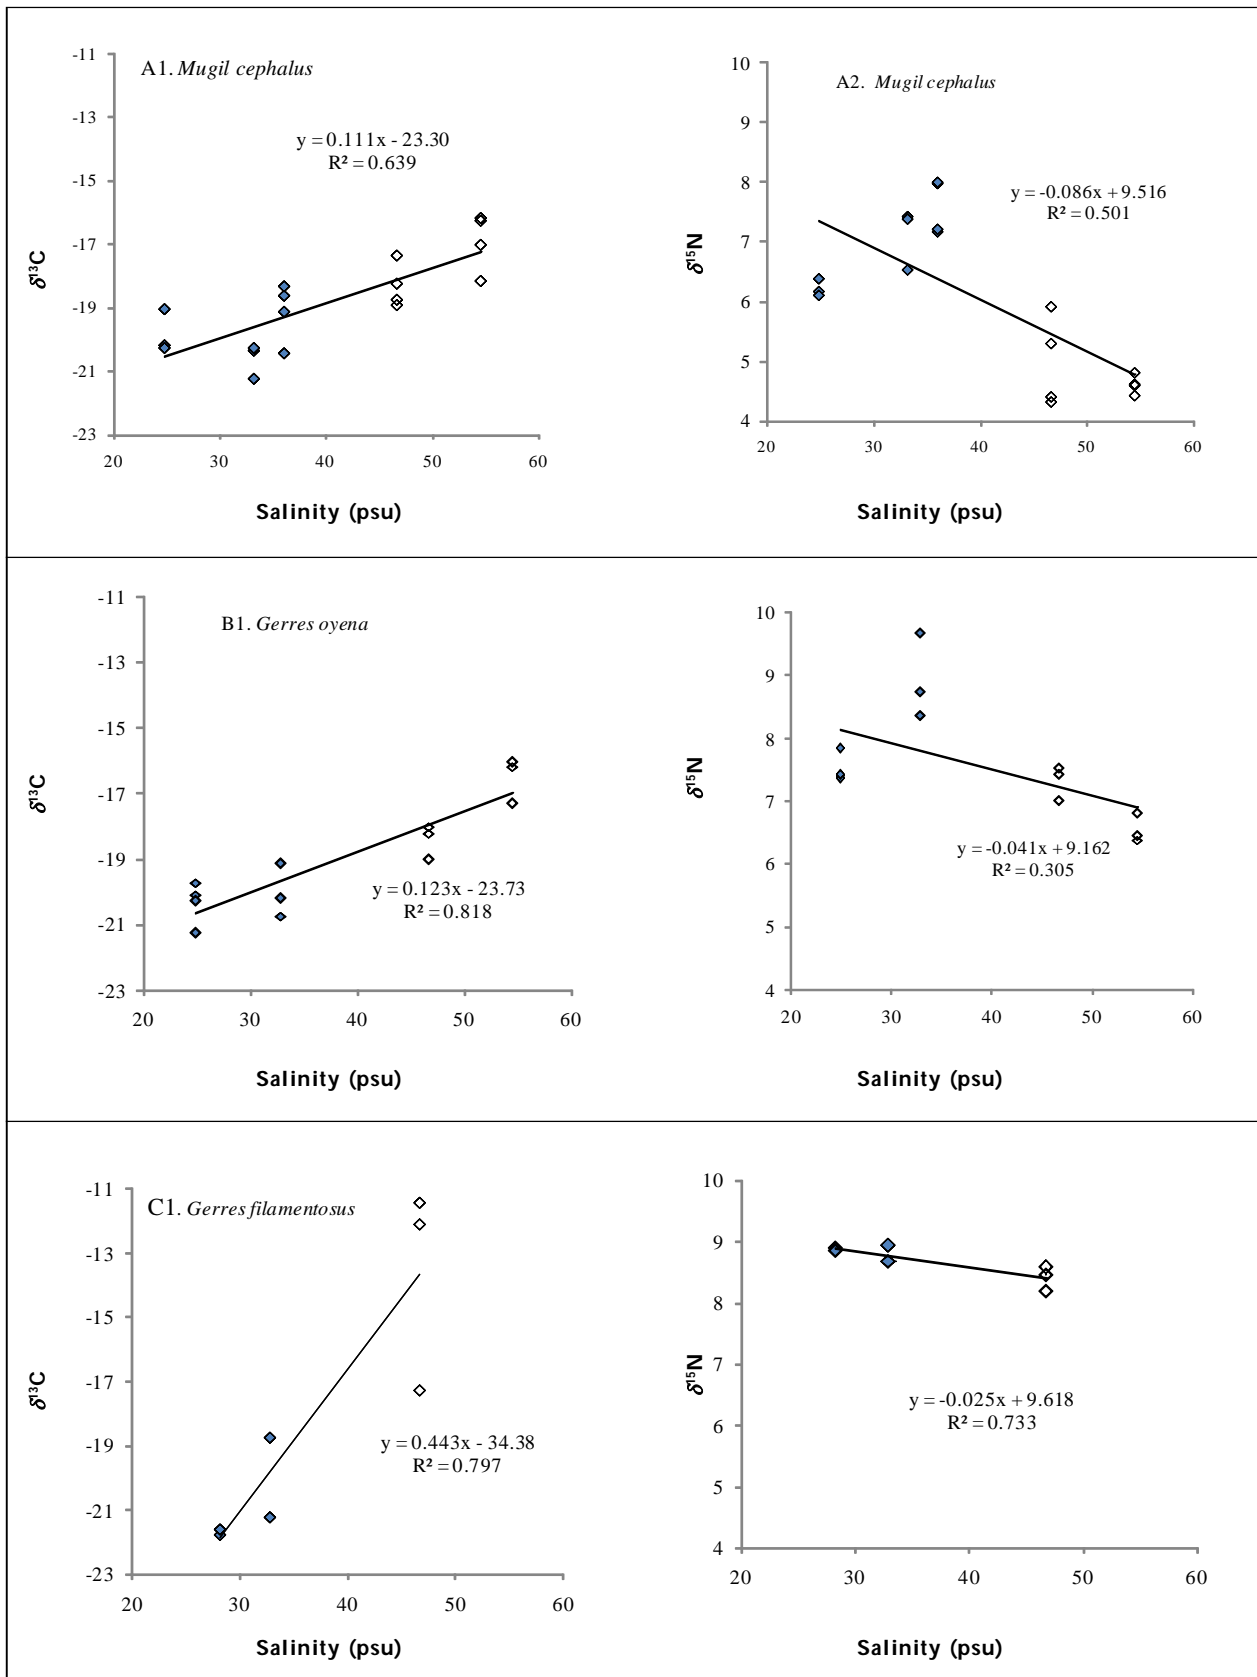 A1. Mugil cephalus
y = 0.111x - 23.30
R² = 0.639
-11
-13
-15
-17
-19
-21
-23
20 30 40 50 60
δ¹³C
Salinity (psu)
A2. Mugil cephalus
y = -0.086x + 9.516
R² = 0.501
10
9
8
7
6
5
4
20 30 40 50 60
δ¹⁵N
Salinity (psu)
B1. Gerres oyena
y = 0.123x - 23.73
R² = 0.818
-11
-13
-15
-17
-19
-21
-23
20 30 40 50 60
δ¹³C
Salinity (psu)
y = -0.041x + 9.162
R² = 0.305
10
9
8
7
6
5
4
20 30 40 50 60
δ¹⁵N
Salinity (psu)
C1. Gerres filamentosus
y = 0.443x - 34.38
R² = 0.797
-11
-13
-15
-17
-19
-21
-23
20 30 40 50 60
δ¹³C
Salinity (psu)
y = -0.025x + 9.618
R² = 0.733
10
9
8
7
6
5
4
20 30 40 50 60
δ¹⁵N
Salinity (psu)